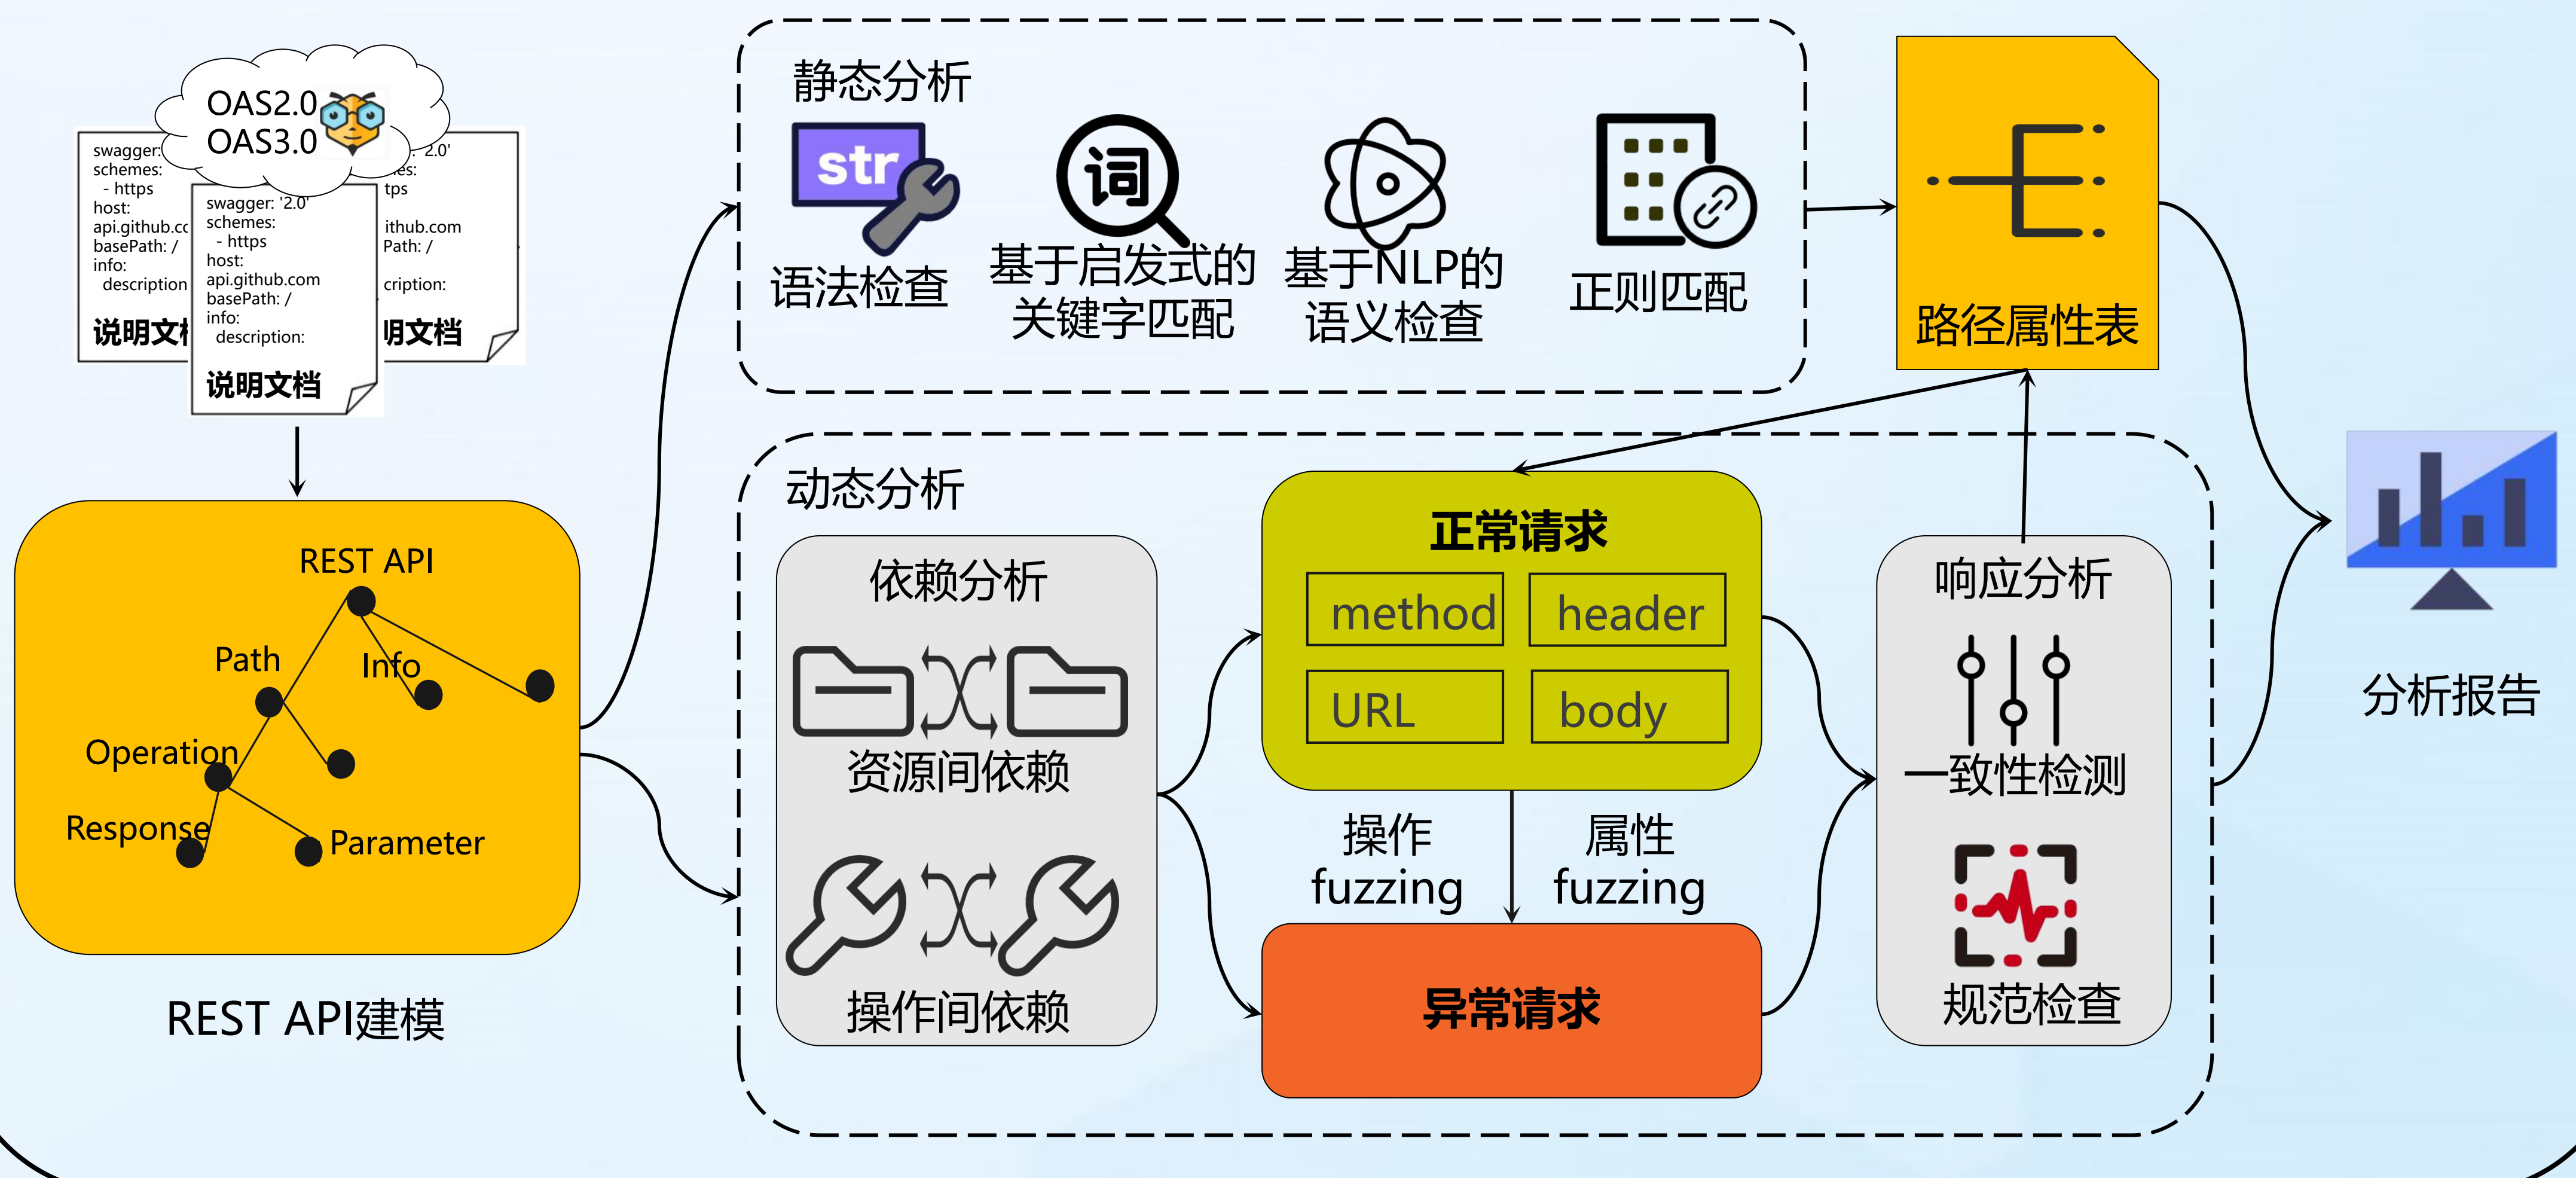 OAS2.0
OAS3.0
swagger:
schemes:
- https
host:
api.github.cc
basePath: /
info:
description
说明文档
swagger: '2.0'
schemes:
- https
host:
api.github.com
basePath: /
info:
description:
说明文档
'2.0'
es:
tps
ithub.com
Path: /
cription:
明文档
REST API
Path
Info
Operation
Response
Parameter
REST API建模
静态分析
str
词
语法检查
基于启发式的
关键字匹配
基于NLP的
语义检查
正则匹配
路径属性表
动态分析
依赖分析
资源间依赖
操作间依赖
正常请求
method
header
URL
body
操作
fuzzing
属性
fuzzing
异常请求
响应分析
一致性检测
规范检查
分析报告